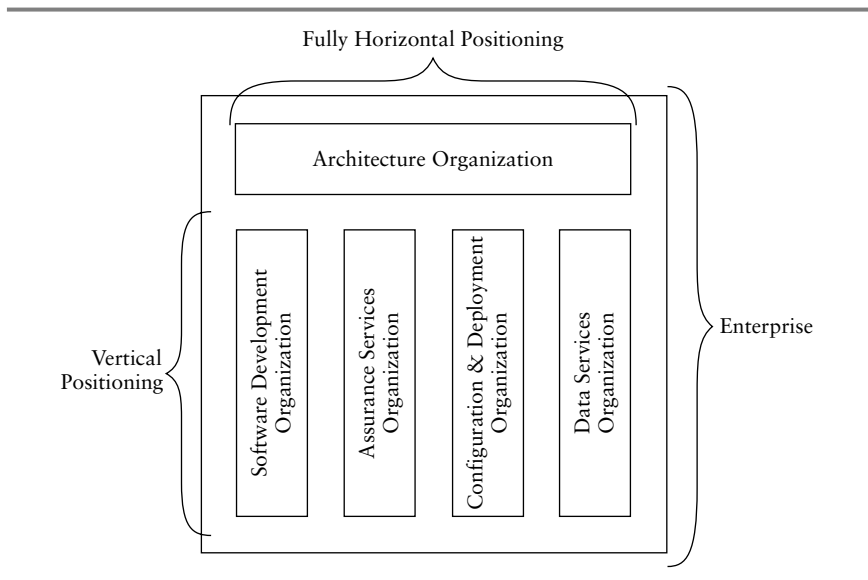 Fully Horizontal Positioning
Architecture Organization
Vertical
Positioning
Software Development
Organization
Assurance Services
Organization
Configuration & Deployment
Organization
Data Services
Organization
Enterprise